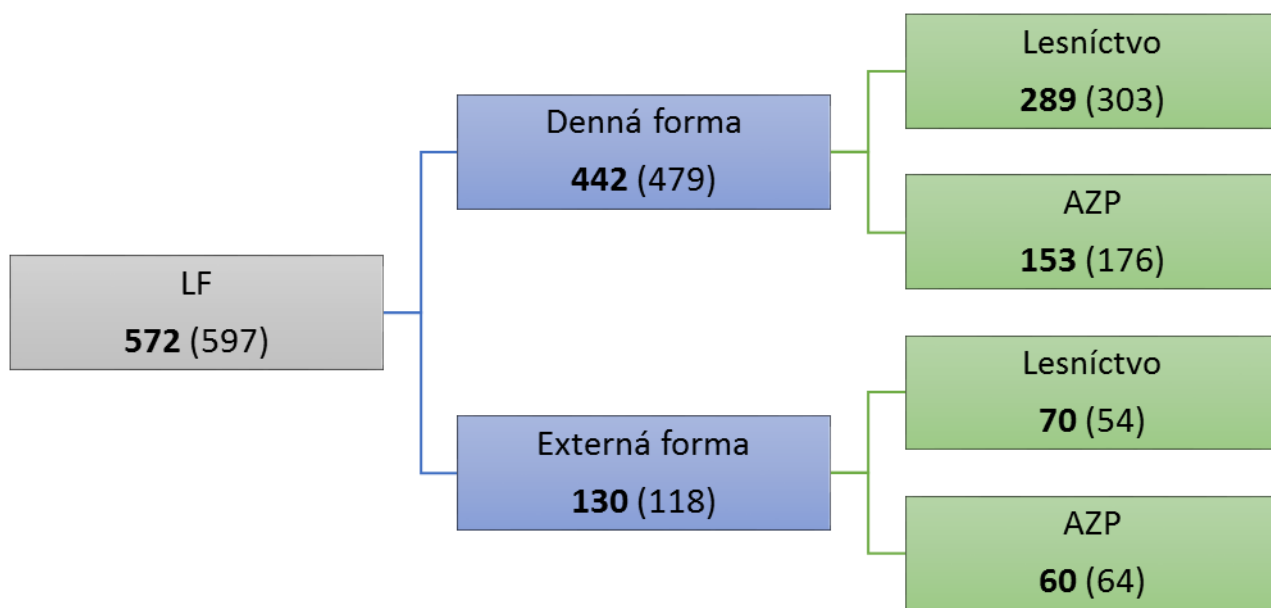 LF
572 (597)
Denná forma
442 (479)
Lesníctvo
289 (303)
AZP
153 (176)
Externá forma
130 (118)
Lesníctvo
70 (54)
AZP
60 (64)